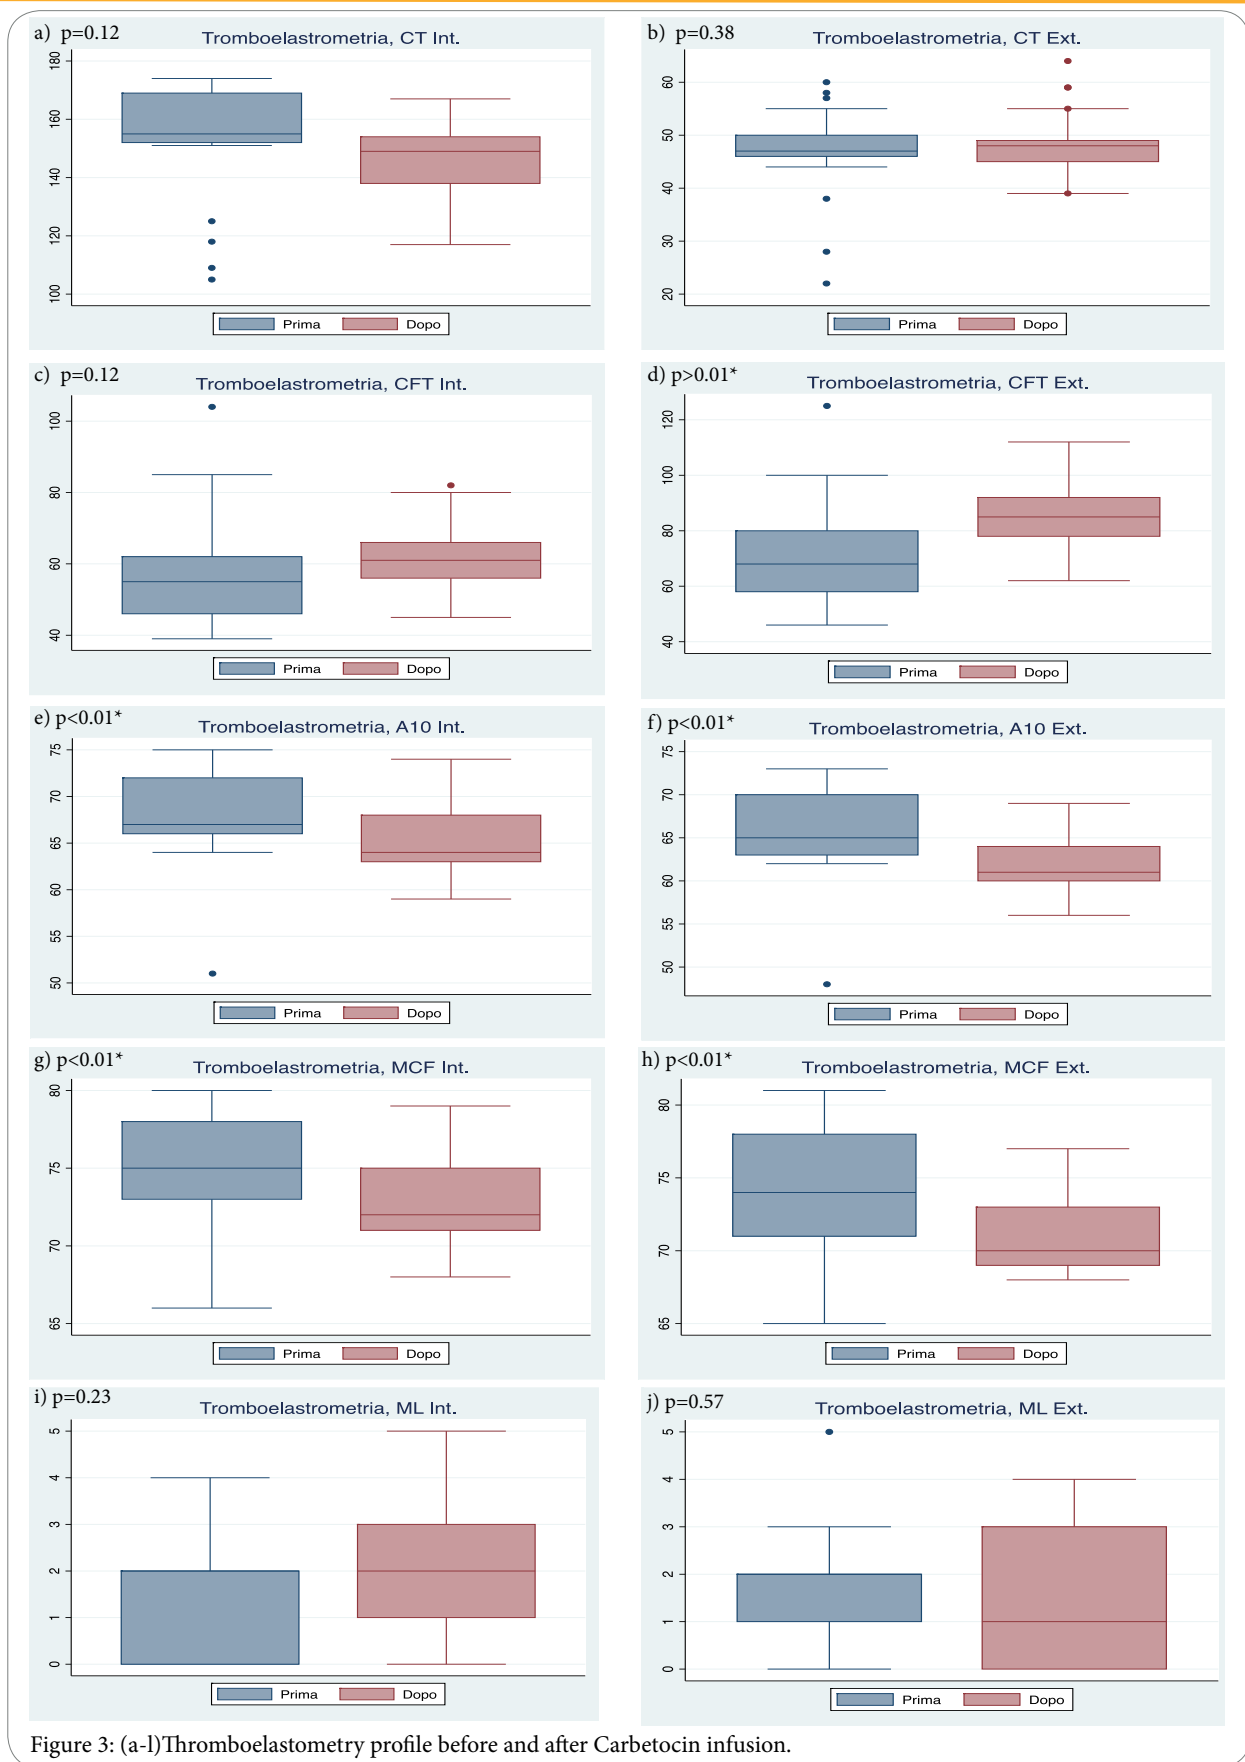 a) p=0.12
Tromboelastrometria, CT Int.
180
160
140
120
100
Prima
Dopo
b) p=0.38
Tromboelastrometria, CT Ext.
60
50
40
30
20
Prima
Dopo
c) p=0.12
Tromboelastrometria, CFT Int.
100
80
60
40
Prima
Dopo
d) p>0.01*
Tromboelastrometria, CFT Ext.
120
100
80
60
40
Prima
Dopo
e) p<0.01*
Tromboelastrometria, A10 Int.
75
70
65
60
55
50
Prima
Dopo
f) p<0.01*
Tromboelastrometria, A10 Ext.
75
70
65
60
55
50
Prima
Dopo
g) p<0.01*
Tromboelastrometria, MCF Int.
80
75
70
65
Prima
Dopo
h) p<0.01*
Tromboelastrometria, MCF Ext.
80
75
70
65
Prima
Dopo
i) p=0.23
Tromboelastrometria, ML Int.
5
4
3
2
1
0
Prima
Dopo
j) p=0.57
Tromboelastrometria, ML Ext.
5
4
3
2
1
0
Prima
Dopo
Figure 3: (a-l)Thromboelastometry profile before and after Carbetocin infusion.